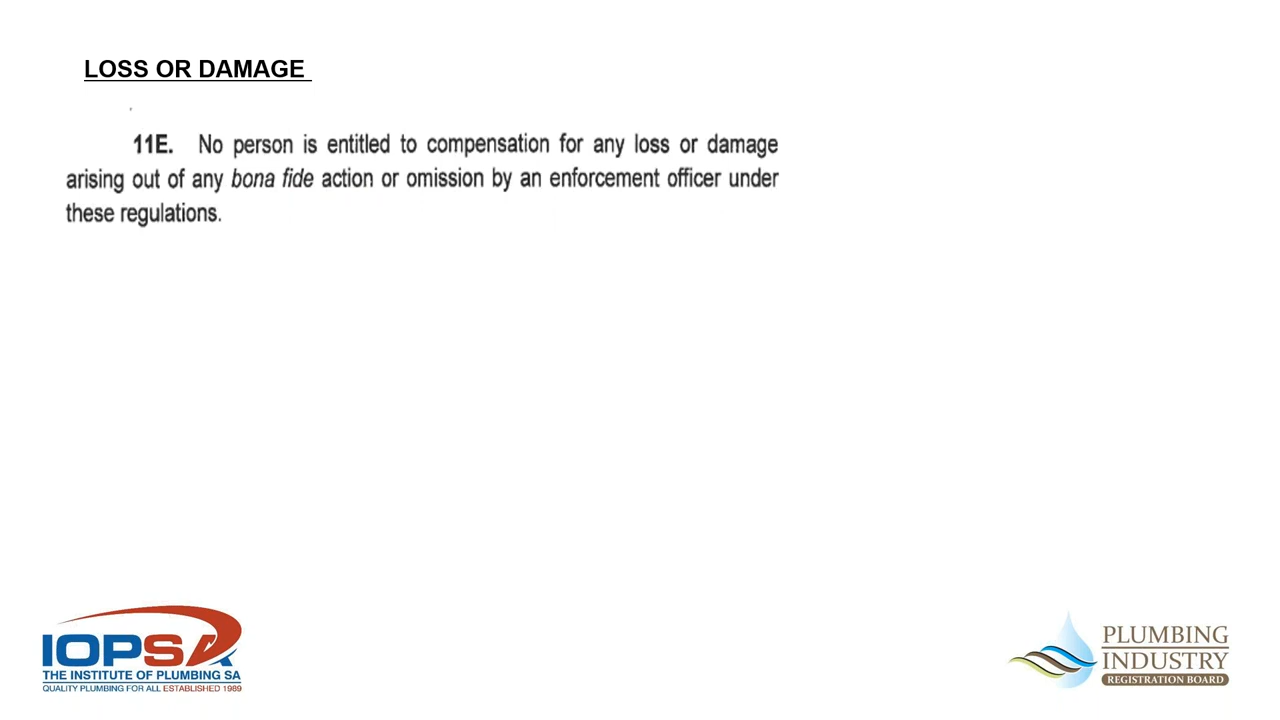 LOSS OR DAMAGE
11E. No person is entitled to compensation for any loss or damage
arising out of any bona fide action or omission by an enforcement officer under
these regulations.
IOPSA
THE INSTITUTE OF PLUMBING SA
QUALITY PLUMBING FOR ALL ESTABLISHED 1989
PLUMBING
INDUSTRY
REGISTRATION BOARD